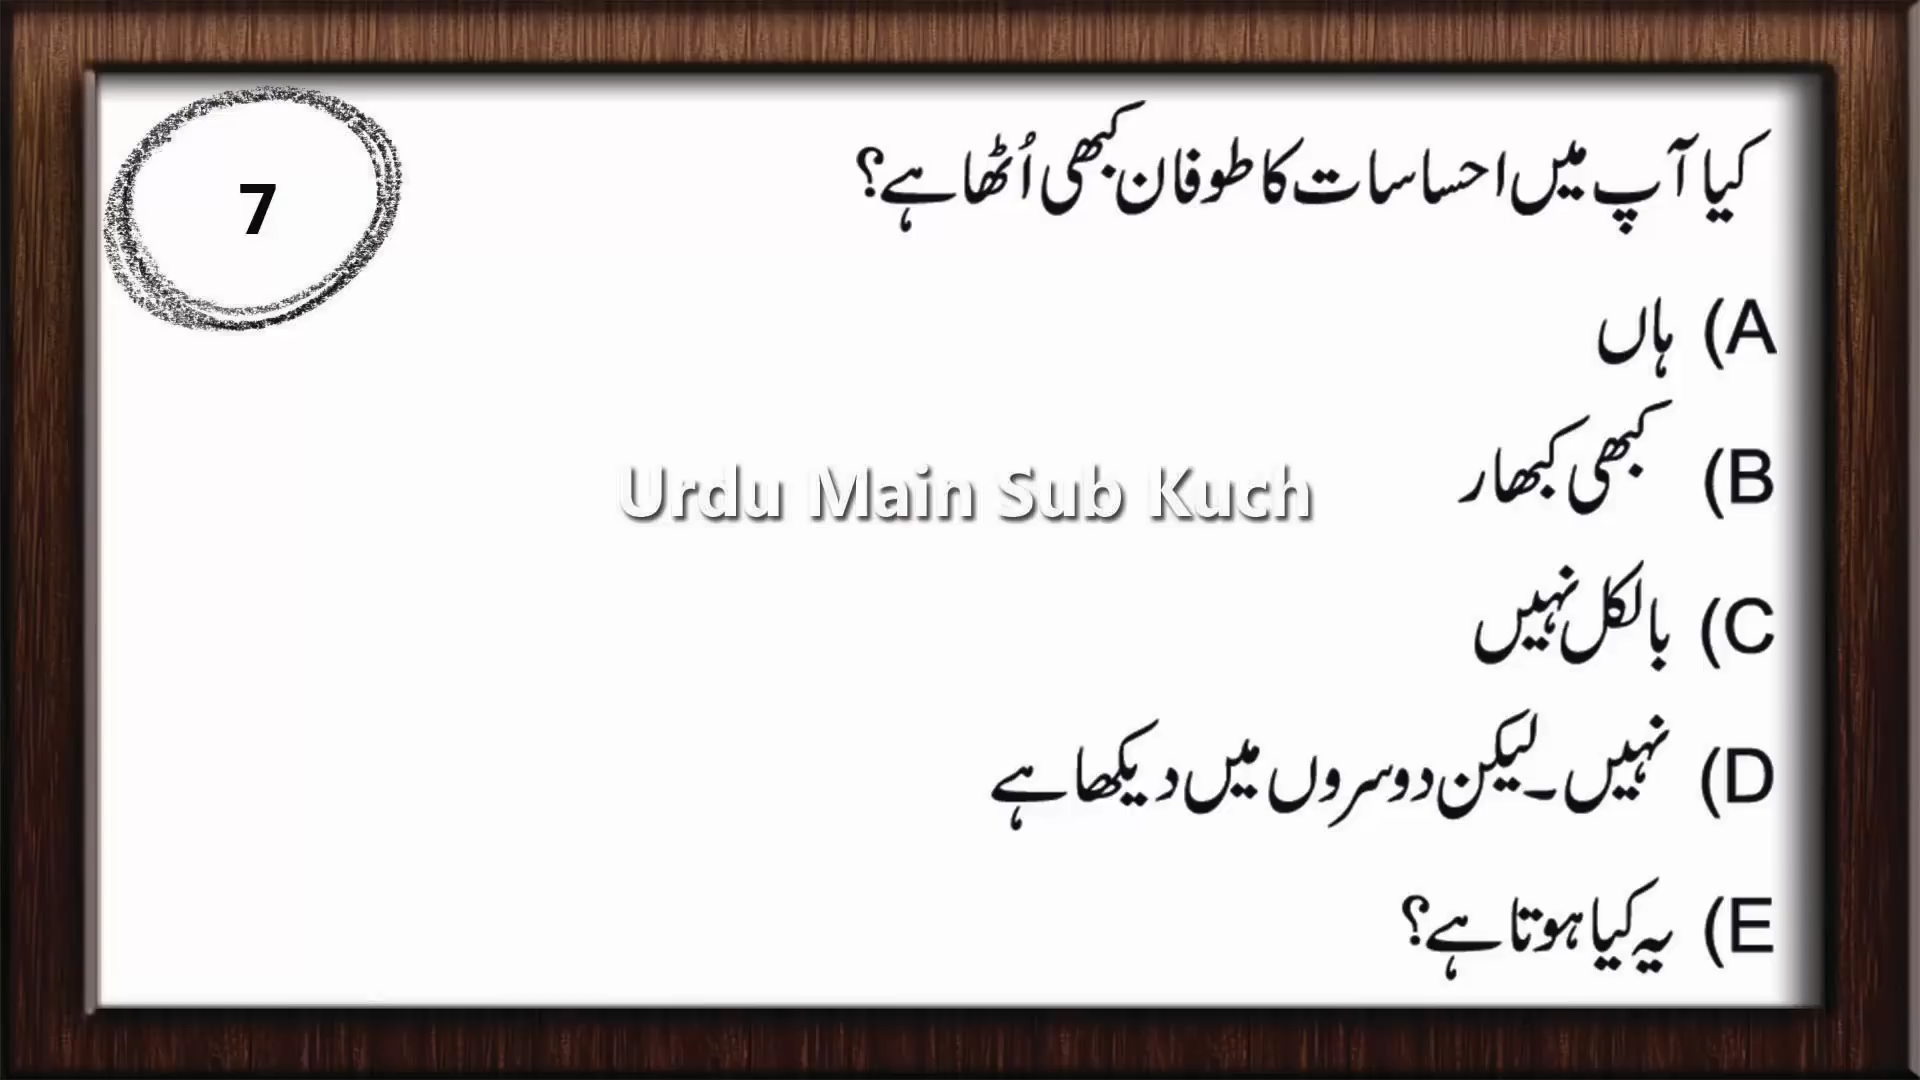 7
کیا آپ میں احساسات کا طوفان کبھی اُٹھا ہے؟
A) ہاں
B) کبھی کبھار
Urdu Main Sub Kuch
C) بالکل نہیں
D) نہیں۔ لیکن دوسروں میں دیکھا ہے
E) یہ کیا ہوتا ہے؟